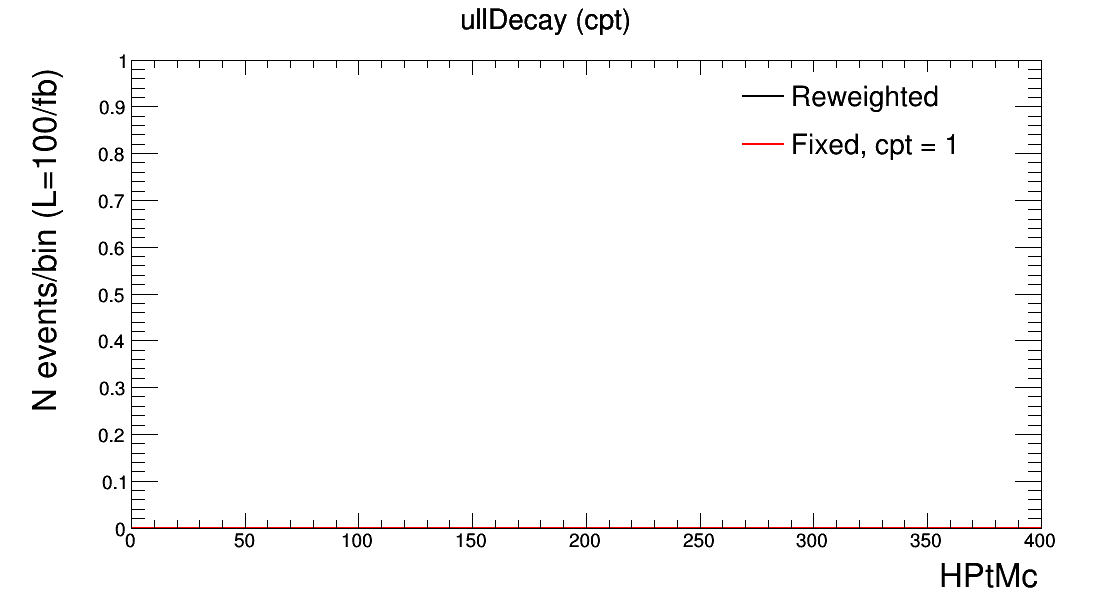 ullDecay (cpt)
N events/bin (L=100/fb)
1
0.9
0.8
0.7
0.6
0.5
0.4
0.3
0.2
0.1
0
Reweighted
Fixed, cpt = 1
0 50 100 150 200 250 300 350 400
HPtMc